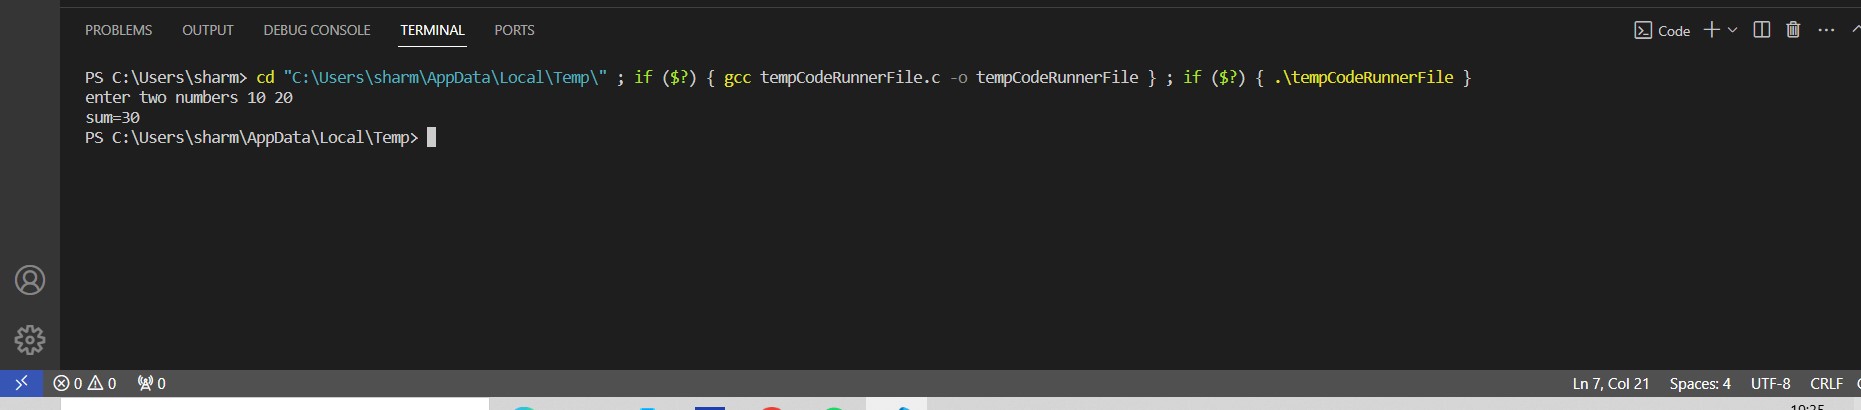 PROBLEMS OUTPUT DEBUG CONSOLE TERMINAL PORTS Code
PS C:\Users\sharm> cd "C:\Users\sharm\AppData\Local\Temp\" ; if ($?) { gcc tempCodeRunnerFile.c -o tempCodeRunnerFile } ; if ($?) { .\tempCodeRunnerFile }
enter two numbers 10 20
sum=30
PS C:\Users\sharm\AppData\Local\Temp>
0 0 0 Ln 7, Col 21 Spaces: 4 UTF-8 CRLF